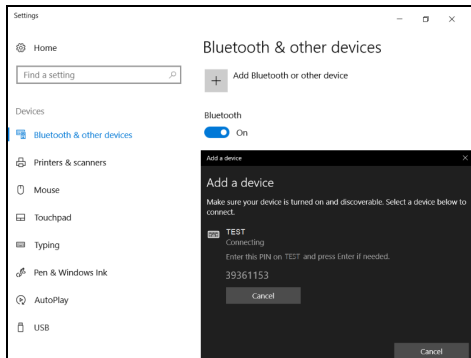 Settings
Home
Find a setting
Devices
Bluetooth & other devices
Printers & scanners
Mouse
Touchpad
Typing
Pen & Windows Ink
AutoPlay
USB
Bluetooth & other devices
Add Bluetooth or other device
Bluetooth
On
Add a device
Add a device
Make sure your device is turned on and discoverable. Select a device below to
connect.
TEST
Connecting
Enter this PIN on TEST and press Enter if needed.
39361153
Cancel
Cancel